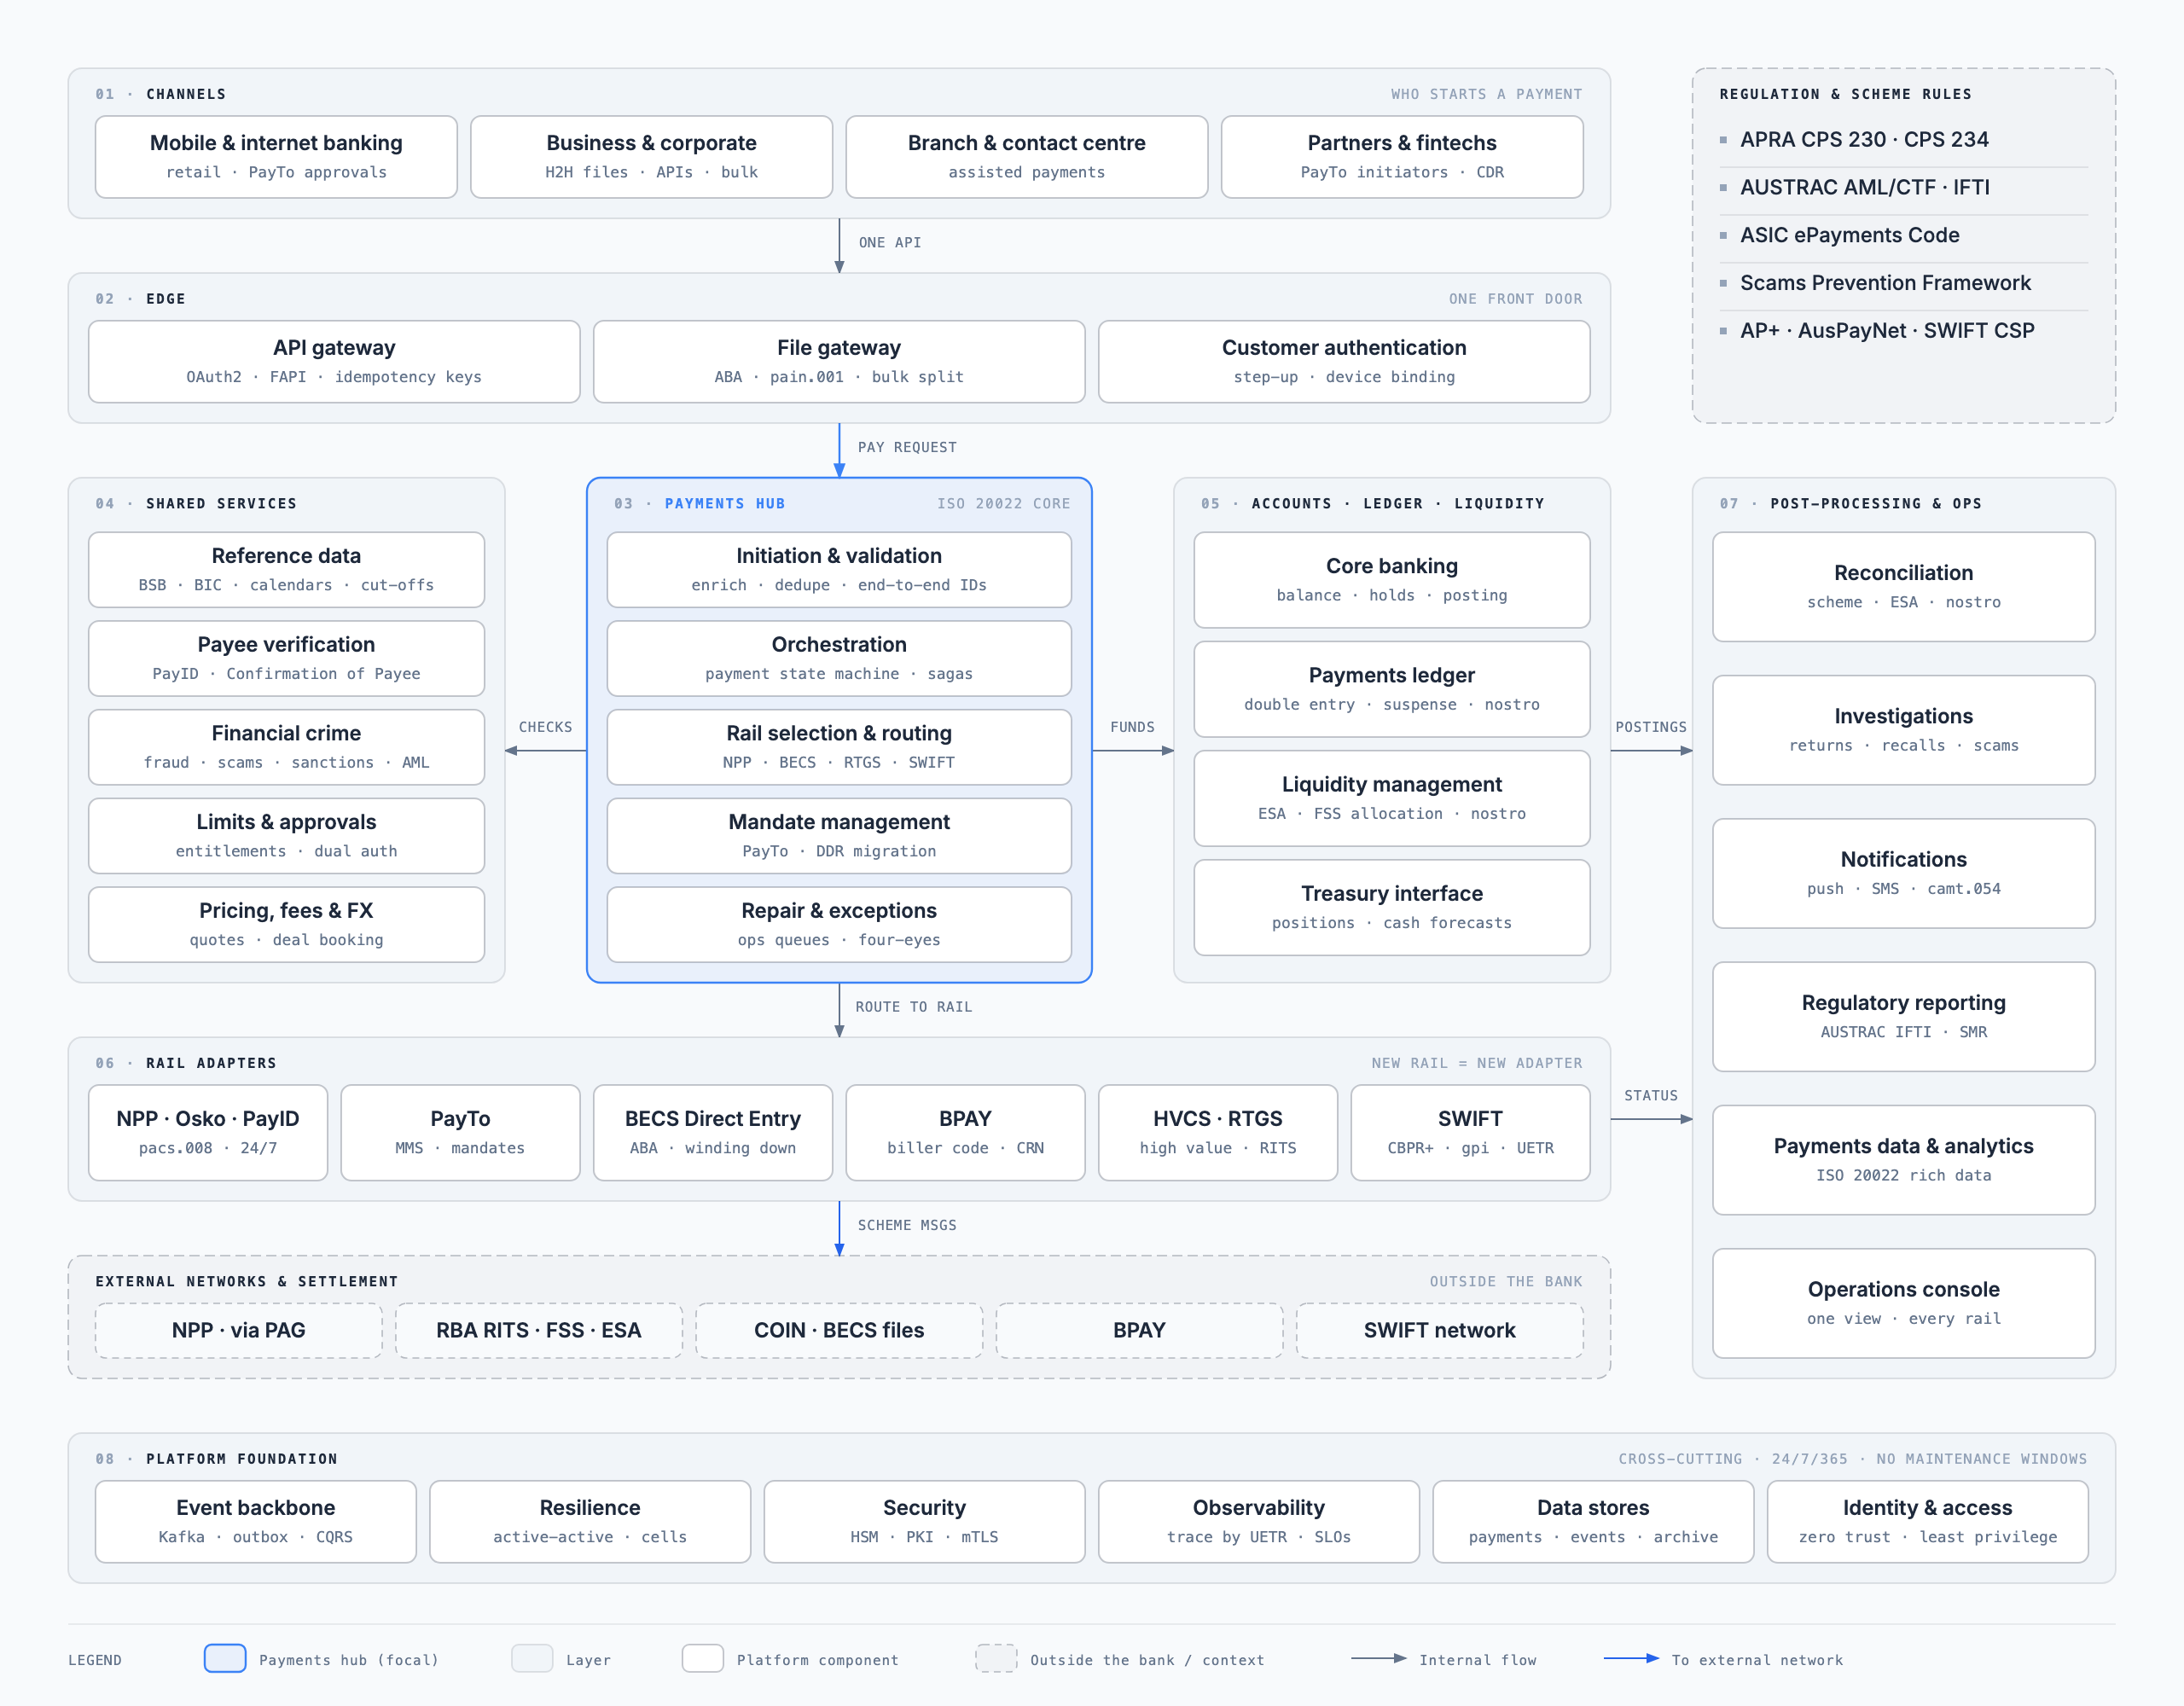 01 · CHANNELS
WHO STARTS A PAYMENT
Mobile & internet banking
retail · PayTo approvals
Business & corporate
H2H files · APIs · bulk
Branch & contact centre
assisted payments
Partners & fintechs
PayTo initiators · CDR
REGULATION & SCHEME RULES
APRA CPS 230 · CPS 234
AUSTRAC AML/CTF · IFTI
ASIC ePayments Code
Scams Prevention Framework
AP+ · AusPayNet · SWIFT CSP
ONE API
02 · EDGE
ONE FRONT DOOR
API gateway
OAuth2 · FAPI · idempotency keys
File gateway
ABA · pain.001 · bulk split
Customer authentication
step-up · device binding
PAY REQUEST
04 · SHARED SERVICES
Reference data
BSB · BIC · calendars · cut-offs
Payee verification
PayID · Confirmation of Payee
Financial crime
fraud · scams · sanctions · AML
Limits & approvals
entitlements · dual auth
Pricing, fees & FX
quotes · deal booking
CHECKS
03 · PAYMENTS HUB
ISO 20022 CORE
Initiation & validation
enrich · dedupe · end-to-end IDs
Orchestration
payment state machine · sagas
Rail selection & routing
NPP · BECS · RTGS · SWIFT
Mandate management
PayTo · DDR migration
Repair & exceptions
ops queues · four-eyes
FUNDS
05 · ACCOUNTS · LEDGER · LIQUIDITY
Core banking
balance · holds · posting
Payments ledger
double entry · suspense · nostro
Liquidity management
ESA · FSS allocation · nostro
Treasury interface
positions · cash forecasts
POSTINGS
07 · POST-PROCESSING & OPS
Reconciliation
scheme · ESA · nostro
Investigations
returns · recalls · scams
Notifications
push · SMS · camt.054
Regulatory reporting
AUSTRAC IFTI · SMR
Payments data & analytics
ISO 20022 rich data
Operations console
one view · every rail
ROUTE TO RAIL
06 · RAIL ADAPTERS
NEW RAIL = NEW ADAPTER
NPP · Osko · PayID
pacs.008 · 24/7
PayTo
MMS · mandates
BECS Direct Entry
ABA · winding down
BPAY
biller code · CRN
HVCS · RTGS
high value · RITS
SWIFT
CBPR+ · gpi · UETR
STATUS
SCHEME MSGS
EXTERNAL NETWORKS & SETTLEMENT
OUTSIDE THE BANK
NPP · via PAG
RBA RITS · FSS · ESA
COIN · BECS files
BPAY
SWIFT network
08 · PLATFORM FOUNDATION
CROSS-CUTTING · 24/7/365 · NO MAINTENANCE WINDOWS
Event backbone
Kafka · outbox · CQRS
Resilience
active-active · cells
Security
HSM · PKI · mTLS
Observability
trace by UETR · SLOs
Data stores
payments · events · archive
Identity & access
zero trust · least privilege
LEGEND
Payments hub (focal)
Layer
Platform component
Outside the bank / context
Internal flow
To external network